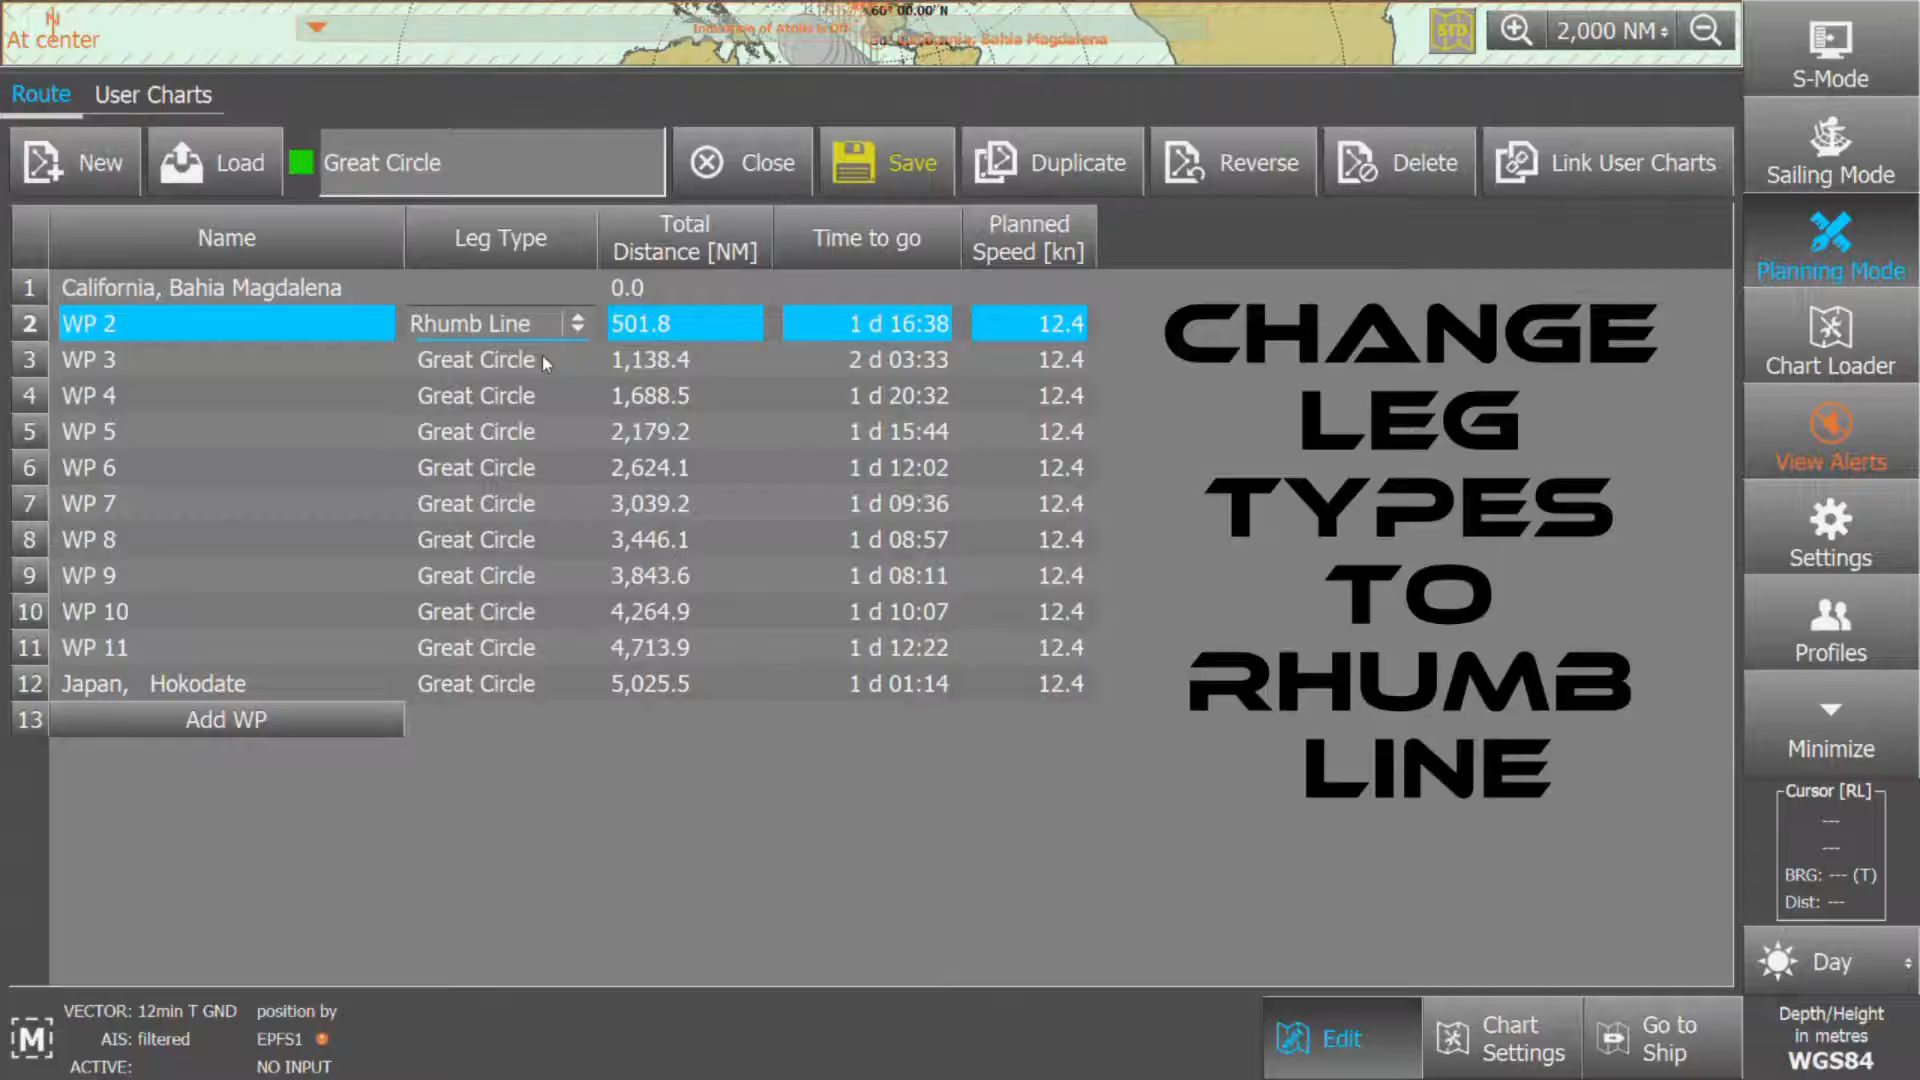 N
At center
60° 00.00'N
Indication of Atolls is Off
California, Bahia Magdalena
STD
2,000 NM
S-Mode
Route User Charts
New Load Great Circle Close Save Duplicate Reverse Delete Link User Charts
Sailing Mode
Name Leg Type Total Distance [NM] Time to go Planned Speed [kn]
1 California, Bahia Magdalena 0.0
2 WP 2 Rhumb Line 501.8 1 d 16:38 12.4
3 WP 3 Great Circle 1,138.4 2 d 03:33 12.4
4 WP 4 Great Circle 1,688.5 1 d 20:32 12.4
5 WP 5 Great Circle 2,179.2 1 d 15:44 12.4
6 WP 6 Great Circle 2,624.1 1 d 12:02 12.4
7 WP 7 Great Circle 3,039.2 1 d 09:36 12.4
8 WP 8 Great Circle 3,446.1 1 d 08:57 12.4
9 WP 9 Great Circle 3,843.6 1 d 08:11 12.4
10 WP 10 Great Circle 4,264.9 1 d 10:07 12.4
11 WP 11 Great Circle 4,713.9 1 d 12:22 12.4
12 Japan, Hokodate Great Circle 5,025.5 1 d 01:14 12.4
13 Add WP
CHANGE
LEG
TYPES
TO
RHUMB
LINE
Planning Mode
Chart Loader
View Alerts
Settings
Profiles
Minimize
Cursor [RL]
---
---
BRG: --- (T)
Dist: ---
Day
Depth/Height
in metres
WGS84
M
VECTOR: 12min T GND position by
AIS: filtered EPFS1
ACTIVE: NO INPUT
Edit
Chart Settings
Go to Ship